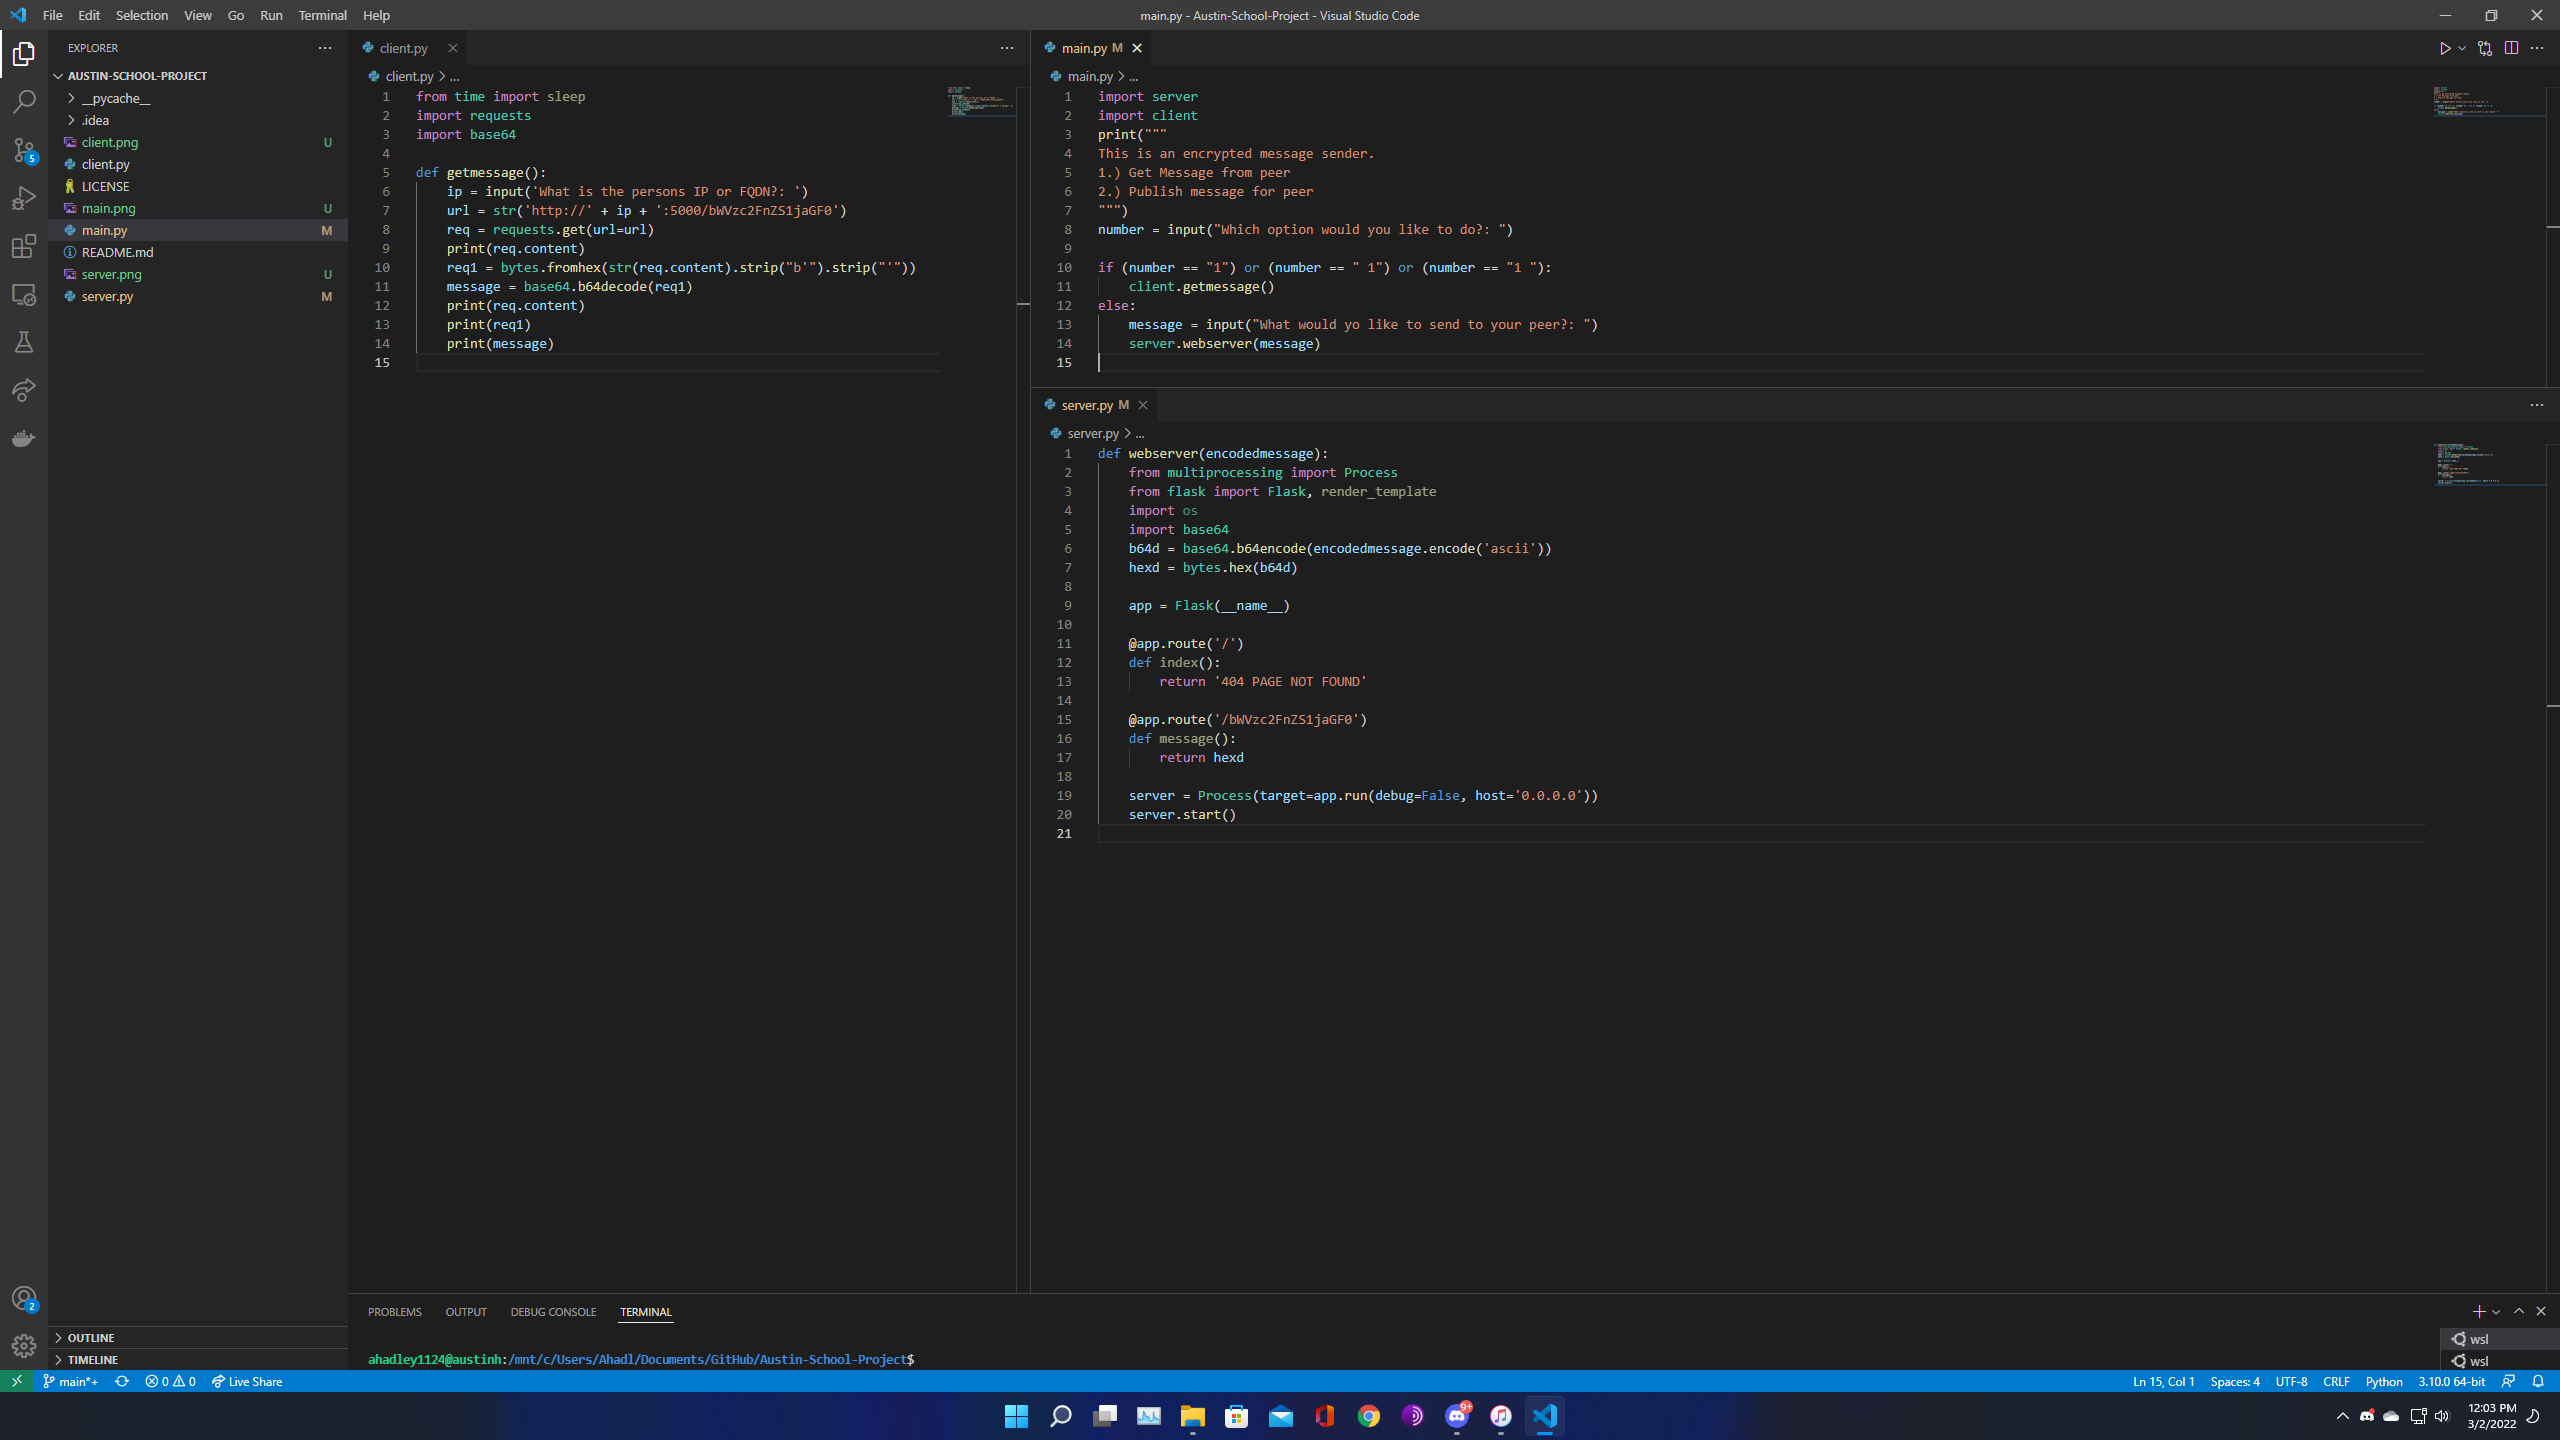 File Edit Selection View Go Run Terminal Help
main.py - Austin-School-Project - Visual Studio Code
EXPLORER
AUSTIN-SCHOOL-PROJECT
__pycache__
.idea
client.png U
client.py
LICENSE
main.png U
main.py M
README.md
server.png U
server.py M
OUTLINE
TIMELINE
5
2
client.py
client.py > ...
1 from time import sleep
2 import requests
3 import base64
4
5 def getmessage():
6 ip = input('What is the persons IP or FQDN?: ')
7 url = str('http://' + ip + ':5000/bWVzc2FnZS1jaGF0')
8 req = requests.get(url=url)
9 print(req.content)
10 req1 = bytes.fromhex(str(req.content).strip("b'").strip("'"))
11 message = base64.b64decode(req1)
12 print(req.content)
13 print(req1)
14 print(message)
15
main.py M
main.py > ...
1 import server
2 import client
3 print("""
4 This is an encrypted message sender.
5 1.) Get Message from peer
6 2.) Publish message for peer
7 """)
8 number = input("Which option would you like to do?: ")
9
10 if (number == "1") or (number == " 1") or (number == "1 "):
11 client.getmessage()
12 else:
13 message = input("What would yo like to send to your peer?: ")
14 server.webserver(message)
15
server.py M
server.py > ...
1 def webserver(encodedmessage):
2 from multiprocessing import Process
3 from flask import Flask, render_template
4 import os
5 import base64
6 b64d = base64.b64encode(encodedmessage.encode('ascii'))
7 hexd = bytes.hex(b64d)
8
9 app = Flask(__name__)
10
11 @app.route('/')
12 def index():
13 return '404 PAGE NOT FOUND'
14
15 @app.route('/bWVzc2FnZS1jaGF0')
16 def message():
17 return hexd
18
19 server = Process(target=app.run(debug=False, host='0.0.0.0'))
20 server.start()
21
PROBLEMS OUTPUT DEBUG CONSOLE TERMINAL
wsl
wsl
ahadley1124@austinh:/mnt/c/Users/Ahadl/Documents/GitHub/Austin-School-Project$
main*+ 0 0 Live Share
Ln 15, Col 1 Spaces: 4 UTF-8 CRLF Python 3.10.0 64-bit
9+
12:03 PM
3/2/2022